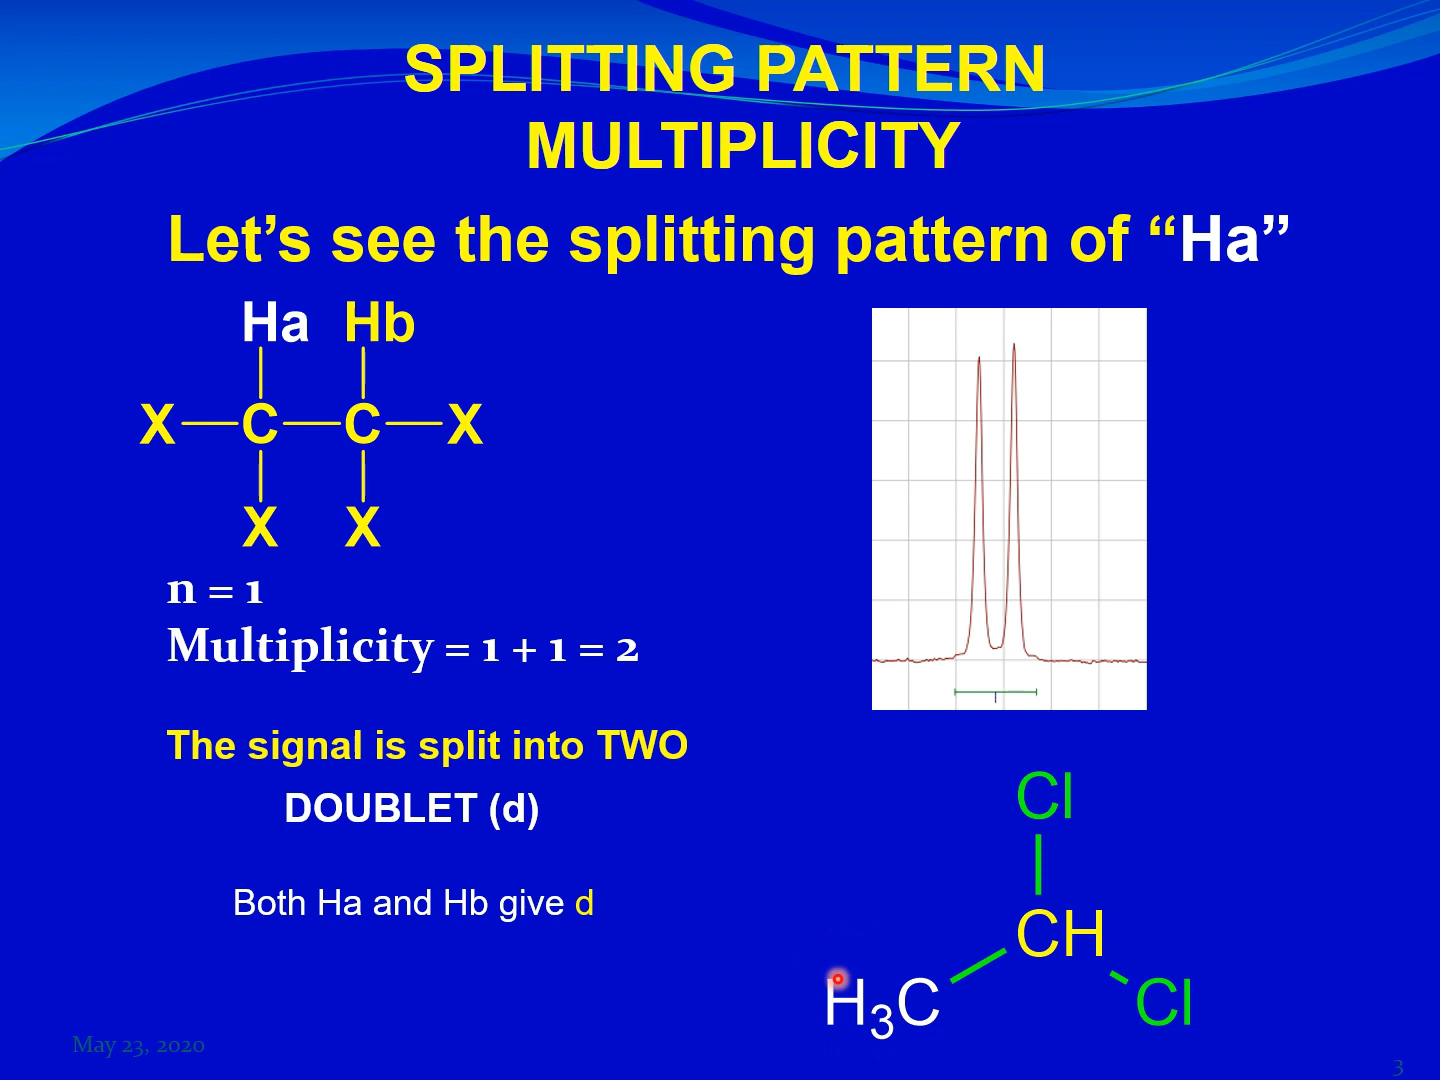 SPLITTING PATTERN
MULTIPLICITY
Let’s see the splitting pattern of “Ha”
Ha Hb
X C C X
X X
n = 1
Multiplicity = 1 + 1 = 2
The signal is split into TWO
DOUBLET (d)
Both Ha and Hb give d
Cl
CH
H3C Cl
May 23, 2020
3